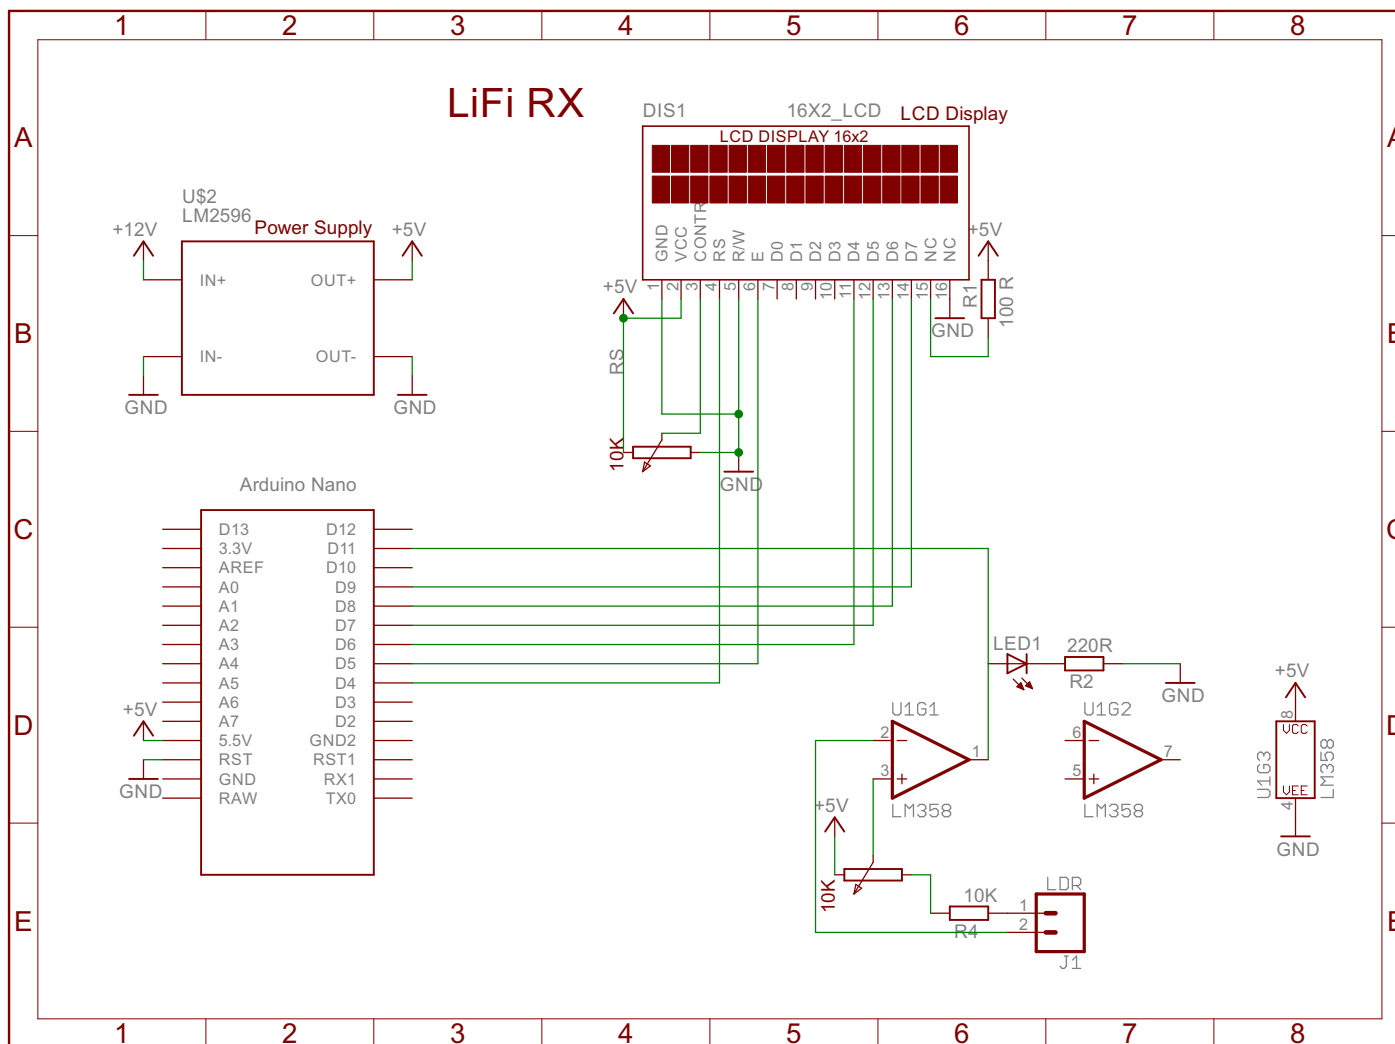 1 2 3 4 5 6 7 8
A
B
C
D
E
A
B
C
D
E
LiFi RX
DIS1 16X2_LCD LCD Display
LCD DISPLAY 16x2
GND
VCC
CONTR
RS
R/W
E
D0
D1
D2
D3
D4
D5
D6
D7
NC
NC
1
2
3
4
5
6
7
8
9
10
11
12
13
14
15
16
U$2
LM2596
Power Supply
+12V
+5V
IN+ OUT+
IN- OUT-
GND
GND
+5V
RS
10K
GND
+5V
R1
100 R
GND
Arduino Nano
D13 D12
3.3V D11
AREF D10
A0 D9
A1 D8
A2 D7
A3 D6
A4 D5
A5 D4
A6 D3
A7 D2
5.5V GND2
RST RST1
GND RX1
RAW TX0
+5V
GND
LED1
220R
R2
GND
U1G1
2
3
1
LM358
U1G2
6
5
7
LM358
+5V
8
VCC
U1G3
LM358
VEE
4
GND
+5V
10K
10K
R4
LDR
1
2
J1
1 2 3 4 5 6 7 8